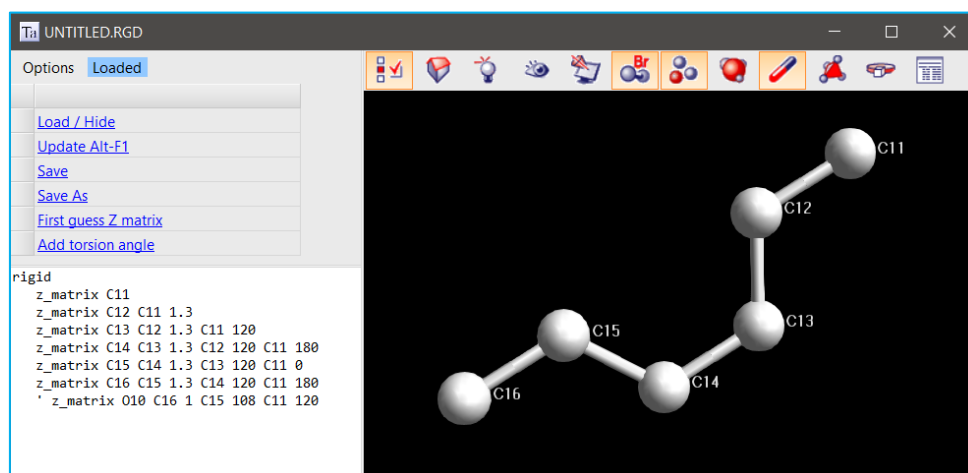 Ta UNTITLED.RGD
Options Loaded
Br
Load / Hide
Update Alt-F1
Save
Save As
First guess Z matrix
Add torsion angle
rigid
z_matrix C11
z_matrix C12 C11 1.3
z_matrix C13 C12 1.3 C11 120
z_matrix C14 C13 1.3 C12 120 C11 180
z_matrix C15 C14 1.3 C13 120 C11 0
z_matrix C16 C15 1.3 C14 120 C11 180
' z_matrix O10 C16 1 C15 108 C11 120
C11
C12
C13
C15
C14
C16